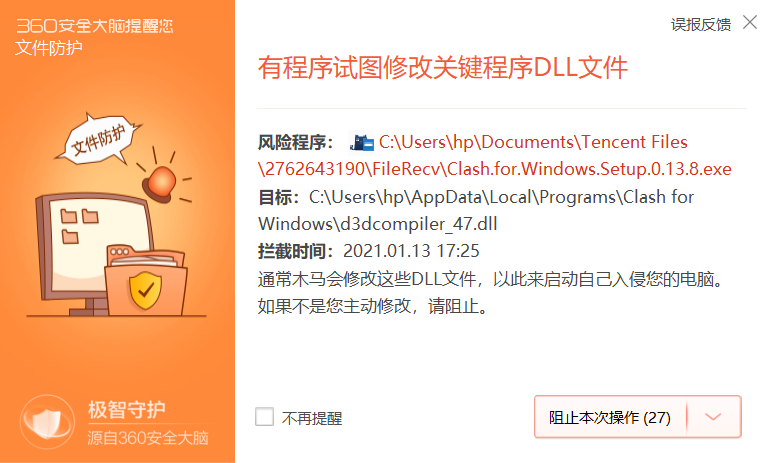 360安全大脑提醒您
误报反馈
文件防护
有程序试图修改关键程序DLL文件
文件防护
风险程序： C:\Users\hp\Documents\Tencent Files
\2762643190\FileRecv\Clash.for.Windows.Setup.0.13.8.exe
目标：C:\Users\hp\AppData\Local\Programs\Clash for
Windows\d3dcompiler_47.dll
拦截时间：2021.01.13 17:25
通常木马会修改这些DLL文件，以此来启动自己入侵您的电脑。
如果不是您主动修改，请阻止。
极智守护
源自360安全大脑
不再提醒
阻止本次操作 (27)